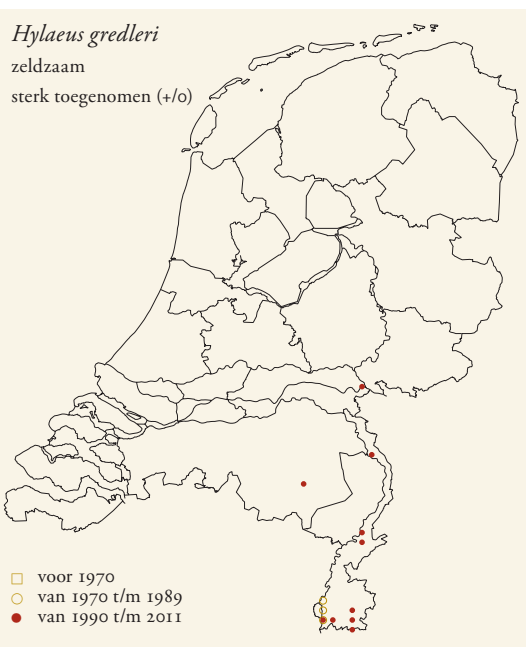 Hylaeus gredleri
zeldzaam
sterk toegenomen (+/0)
voor 1970
van 1970 t/m 1989
van 1990 t/m 2011